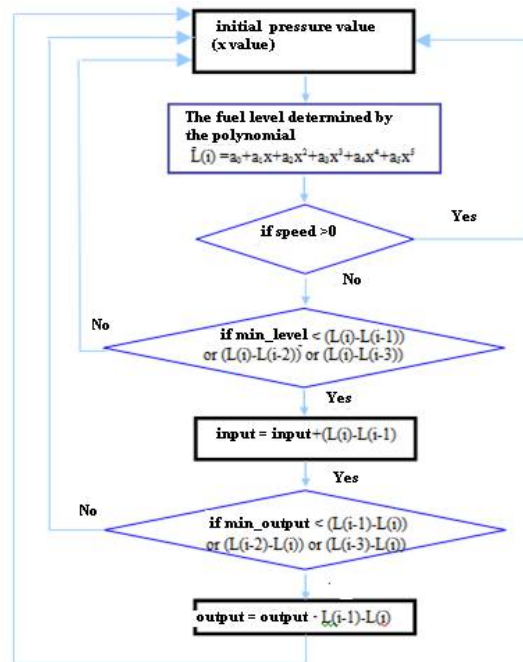 initial pressure value
(x value)
The fuel level determined by
the polynomial
L(i) =a₀+a₁x+a₂x²+a₃x³+a₄x⁴+a₅x⁵
if speed >0
Yes
No
No
if min_level < (L(i)-L(i-1))
or (L(i)-L(i-2)) or (L(i)-L(i-3))
Yes
input = input+(L(i)-L(i-1)
Yes
No
if min_output < (L(i-1)-L(i))
or (L(i-2)-L(i)) or (L(i-3)-L(i))
output = output - L(i-1)-L(i)